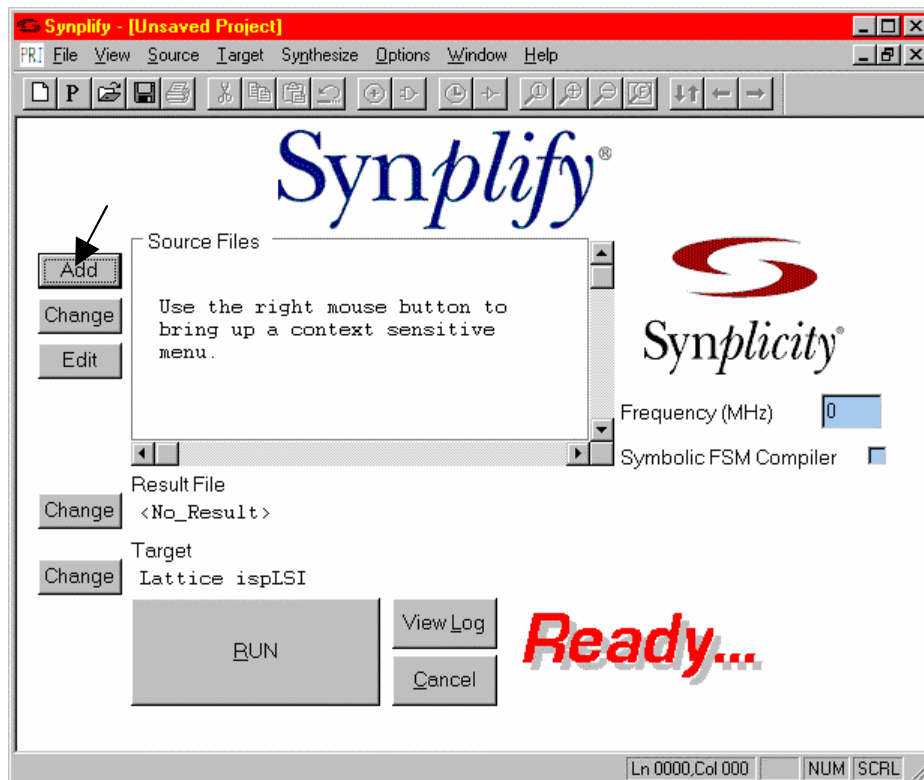 Synplify - [Unsaved Project]
PRJ File View Source Target Synthesize Options Window Help
P
Synplify®
Source Files
Add
Use the right mouse button to
bring up a context sensitive
menu.
Change
Edit
Synplicity®
Frequency (MHz) 0
Symbolic FSM Compiler
Result File
Change <No_Result>
Target
Change Lattice ispLSI
RUN
View Log
Cancel
Ready...
Ln 0000,Col 000 NUM SCRL